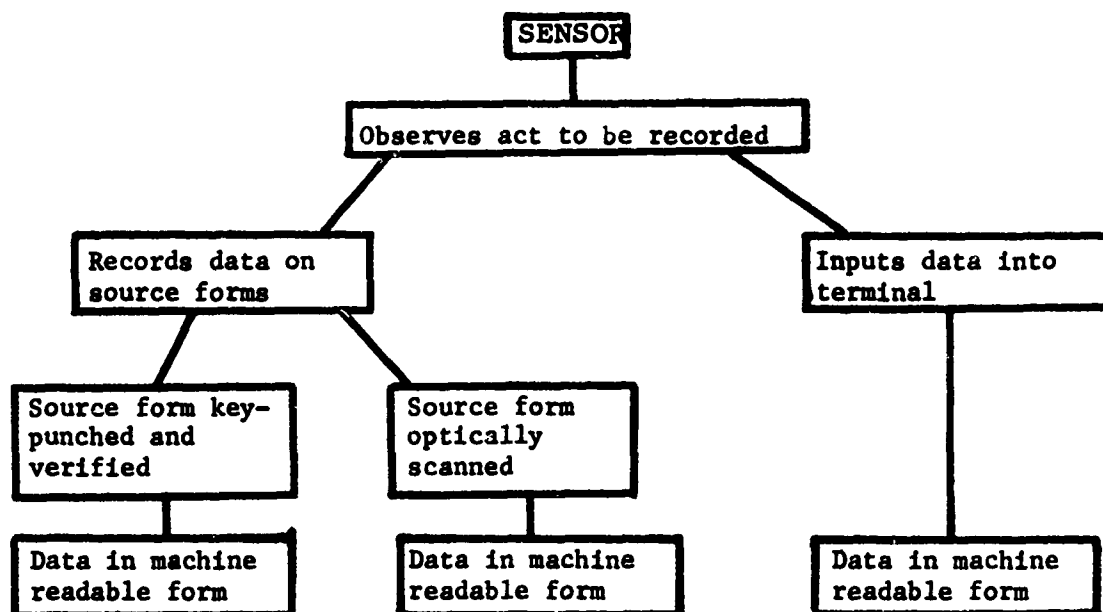 SENSOR
Observes act to be recorded
Records data on
source forms
Inputs data into
terminal
Source form key-
punched and
verified
Source form
optically
scanned
Data in machine
readable form
Data in machine
readable form
Data in machine
readable form